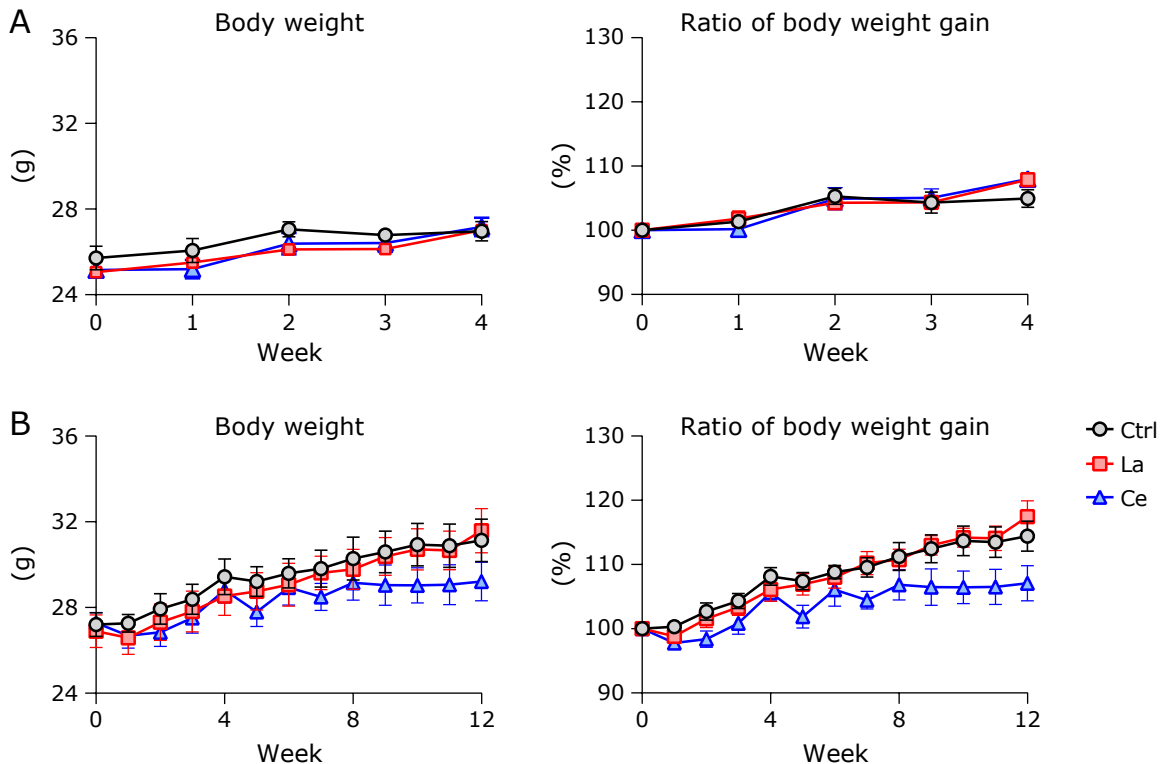 A
Body weight
Ratio of body weight gain
36
32
28
24
(g)
0 1 2 3 4
Week
130
120
110
100
90
(%)
0 1 2 3 4
Week
B
Body weight
Ratio of body weight gain
36
32
28
24
(g)
0 4 8 12
Week
130
120
110
100
90
(%)
0 4 8 12
Week
Ctrl
La
Ce